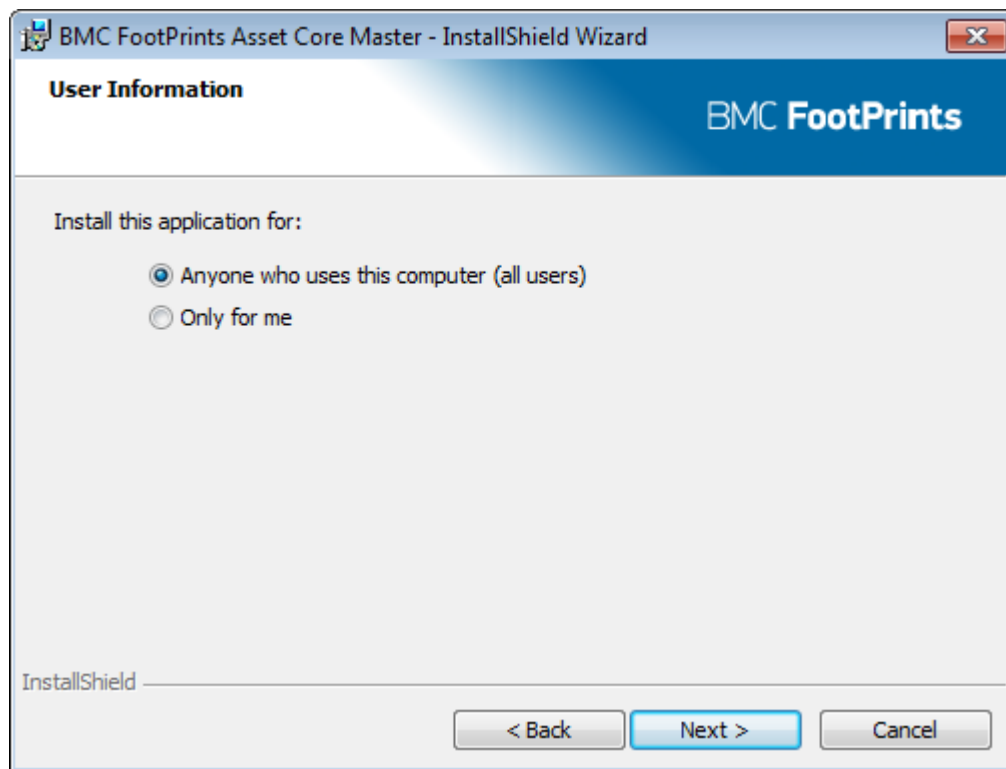 BMC FootPrints Asset Core Master - InstallShield Wizard
User Information
BMC FootPrints
Install this application for:
Anyone who uses this computer (all users)
Only for me
InstallShield
< Back
Next >
Cancel